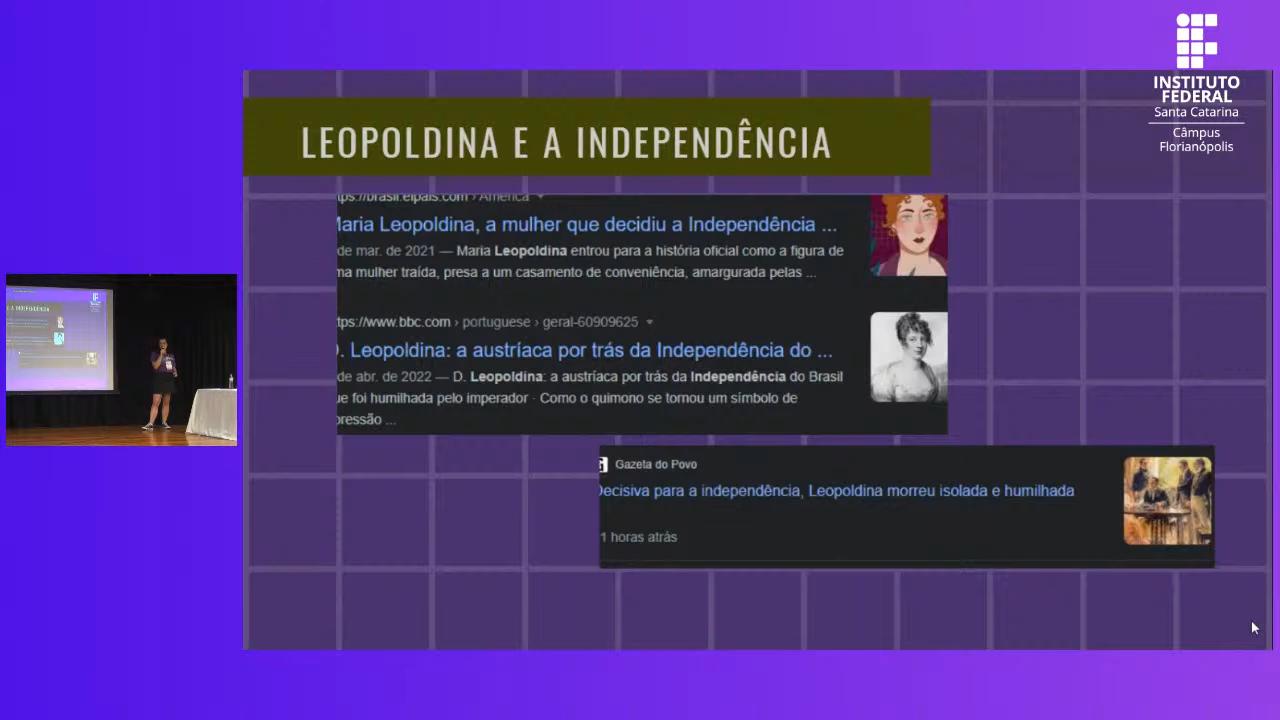 INSTITUTO
FEDERAL
Santa Catarina
Câmpus
Florianópolis
LEOPOLDINA E A INDEPENDÊNCIA
tps://brasil.elpais.com › America
Maria Leopoldina, a mulher que decidiu a Independência ...
de mar. de 2021 — Maria Leopoldina entrou para a história oficial como a figura de
ma mulher traída, presa a um casamento de conveniência, amargurada pelas ...
tps://www.bbc.com › portuguese › geral-60909625
D. Leopoldina: a austríaca por trás da Independência do ...
de abr. de 2022 — D. Leopoldina: a austríaca por trás da Independência do Brasil
ue foi humilhada pelo imperador · Como o quimono se tornou um símbolo de
pressão ...
Gazeta do Povo
Decisiva para a independência, Leopoldina morreu isolada e humilhada
1 horas atrás